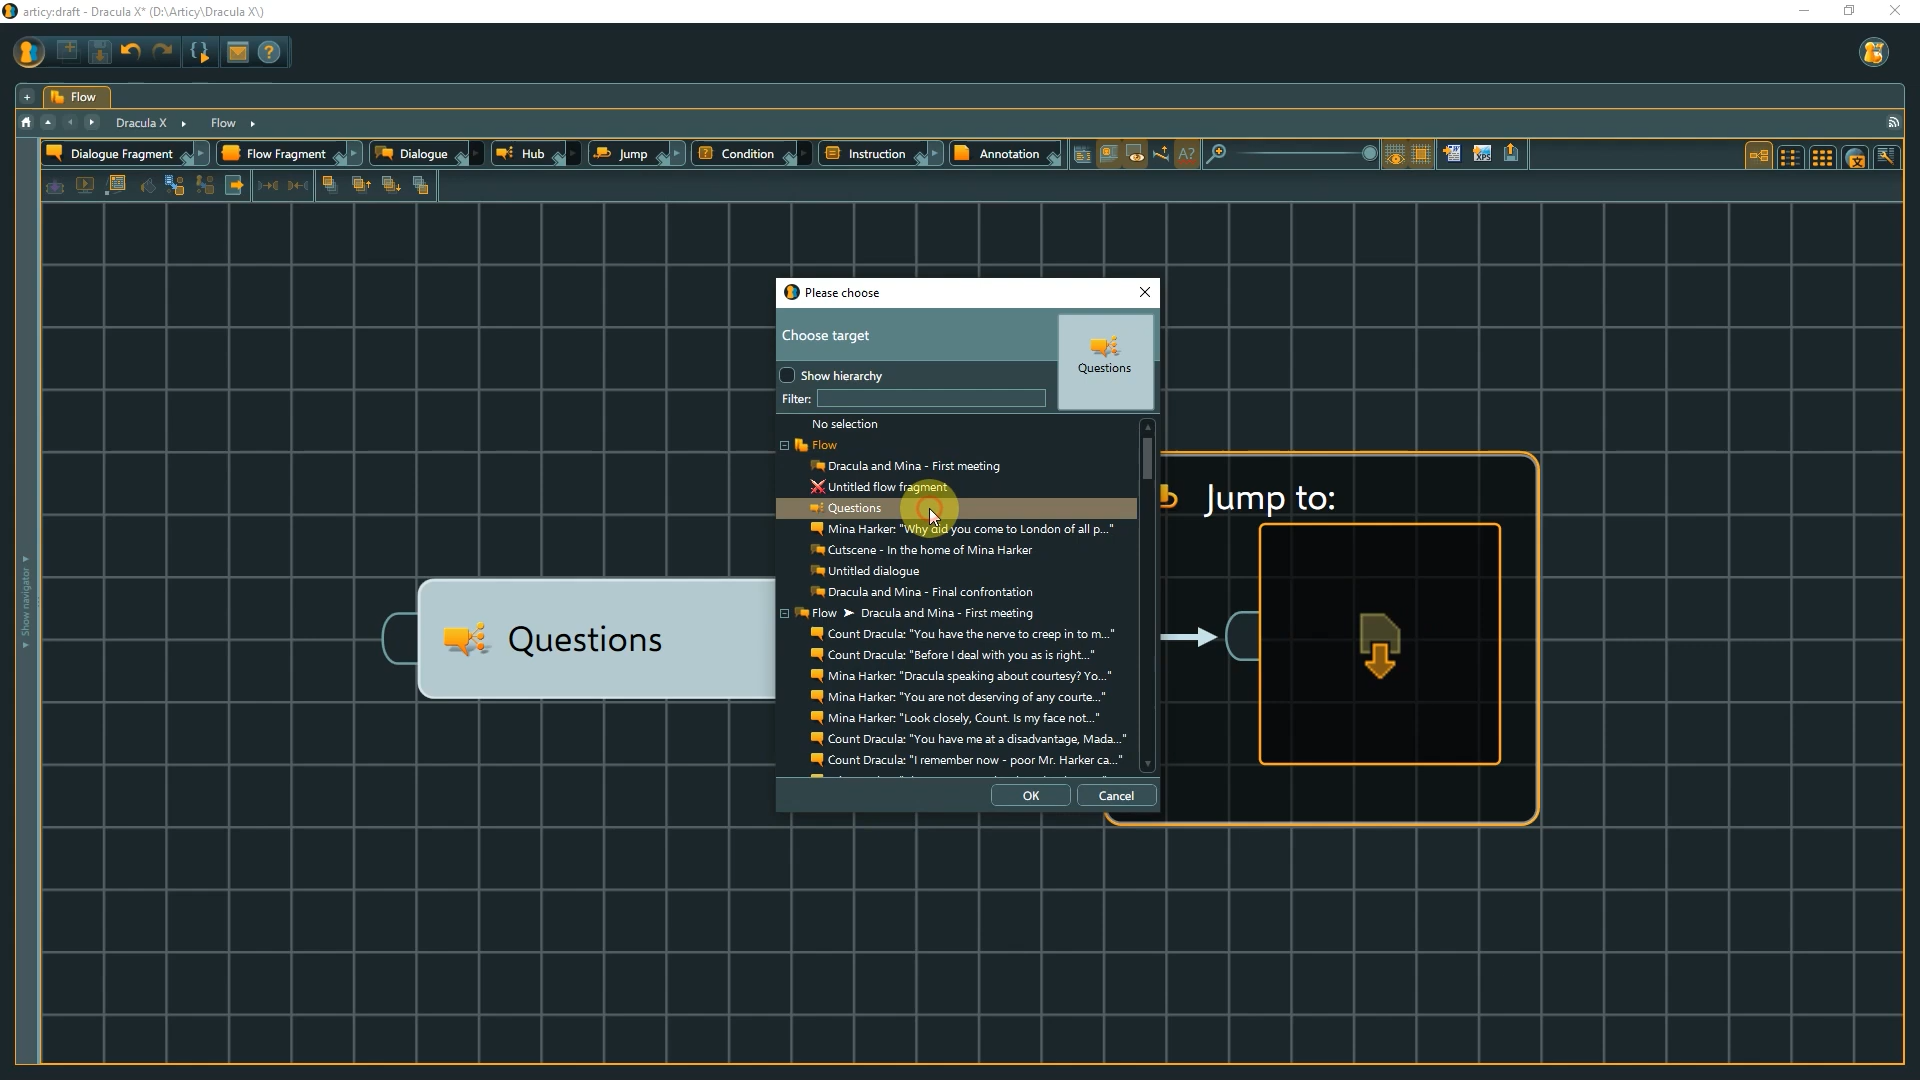 articy:draft - Dracula X* (D:\Articy\Dracula X\)
Flow
Dracula X
Flow
Dialogue Fragment
Flow Fragment
Dialogue
Hub
Jump
Condition
Instruction
Annotation
Show navigator
Questions
Please choose
Choose target
Questions
Show hierarchy
Filter:
No selection
Flow
Dracula and Mina - First meeting
Untitled flow fragment
Questions
Mina Harker: "Why did you come to London of all p..."
Cutscene - In the home of Mina Harker
Untitled dialogue
Dracula and Mina - Final confrontation
Flow ➤ Dracula and Mina - First meeting
Count Dracula: "You have the nerve to creep in to m..."
Count Dracula: "Before I deal with you as is right..."
Mina Harker: "Dracula speaking about courtesy? Yo..."
Mina Harker: "You are not deserving of any courte..."
Mina Harker: "Look closely, Count. Is my face not..."
Count Dracula: "You have me at a disadvantage, Mada..."
Count Dracula: "I remember now - poor Mr. Harker ca..."
OK
Cancel
Jump to: